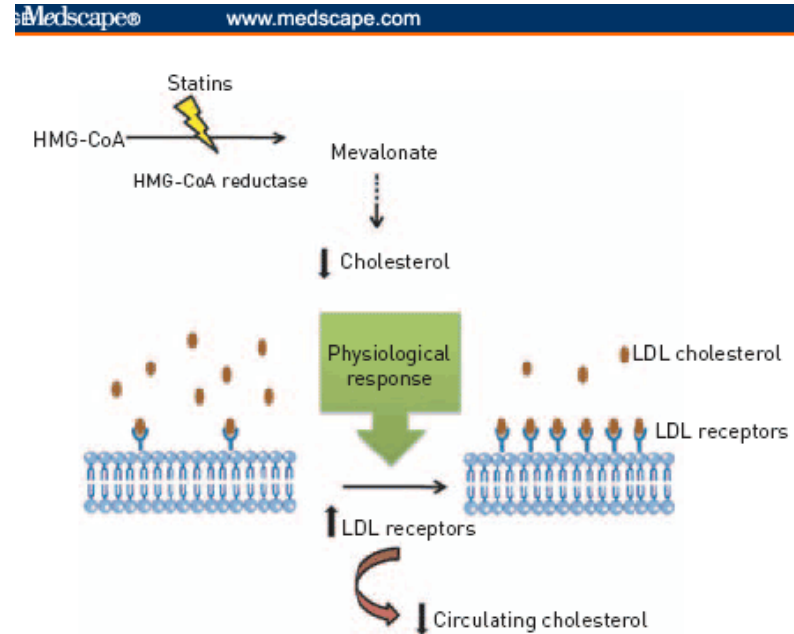 Medscape® www.medscape.com
Statins
HMG-CoA
Mevalonate
HMG-CoA reductase
Cholesterol
Physiological
response
LDL cholesterol
LDL receptors
LDL receptors
Circulating cholesterol